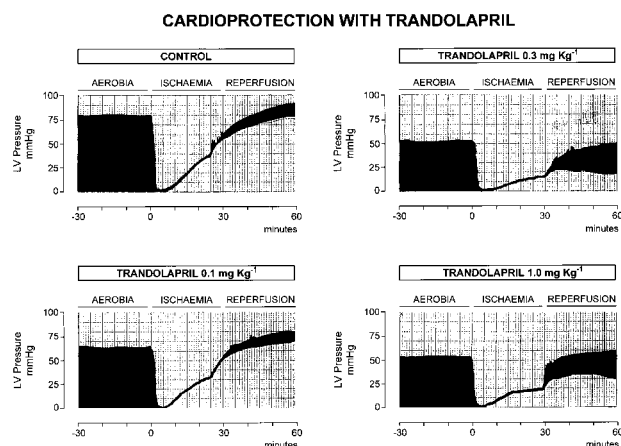 CARDIOPROTECTION WITH TRANDOLAPRIL
CONTROL
AEROBIA ISCHAEMIA REPERFUSION
100
75
50
25
0
LV Pressure
mmHg
-30 0 30 60
minutes
TRANDOLAPRIL 0.3 mg Kg-1
AEROBIA ISCHAEMIA REPERFUSION
100
75
50
25
0
LV Pressure
mmHg
-30 0 30 60
minutes
TRANDOLAPRIL 0.1 mg Kg-1
AEROBIA ISCHAEMIA REPERFUSION
100
75
50
25
0
LV Pressure
mmHg
-30 0 30 60
minutes
TRANDOLAPRIL 1.0 mg Kg-1
AEROBIA ISCHAEMIA REPERFUSION
100
75
50
25
0
LV Pressure
mmHg
-30 0 30 60
minutes